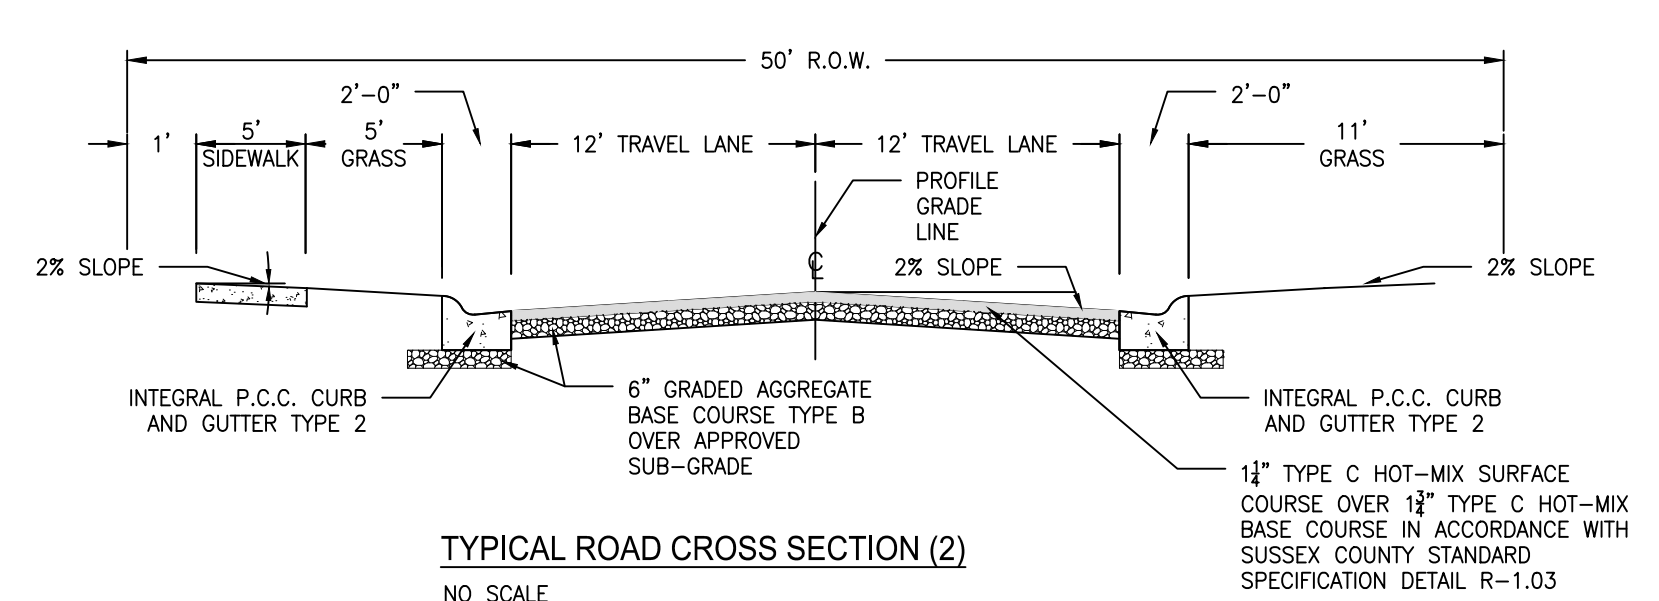 50' R.O.W.
2'-0"
2'-0"
1'
5'
SIDEWALK
5'
GRASS
12' TRAVEL LANE
12' TRAVEL LANE
11'
GRASS
PROFILE
GRADE
LINE
℄
2% SLOPE
2% SLOPE
2% SLOPE
INTEGRAL P.C.C. CURB
AND GUTTER TYPE 2
6" GRADED AGGREGATE
BASE COURSE TYPE B
OVER APPROVED
SUB-GRADE
INTEGRAL P.C.C. CURB
AND GUTTER TYPE 2
1¼" TYPE C HOT-MIX SURFACE
COURSE OVER 1¾" TYPE C HOT-MIX
BASE COURSE IN ACCORDANCE WITH
SUSSEX COUNTY STANDARD
SPECIFICATION DETAIL R-1.03
TYPICAL ROAD CROSS SECTION (2)
NO SCALE